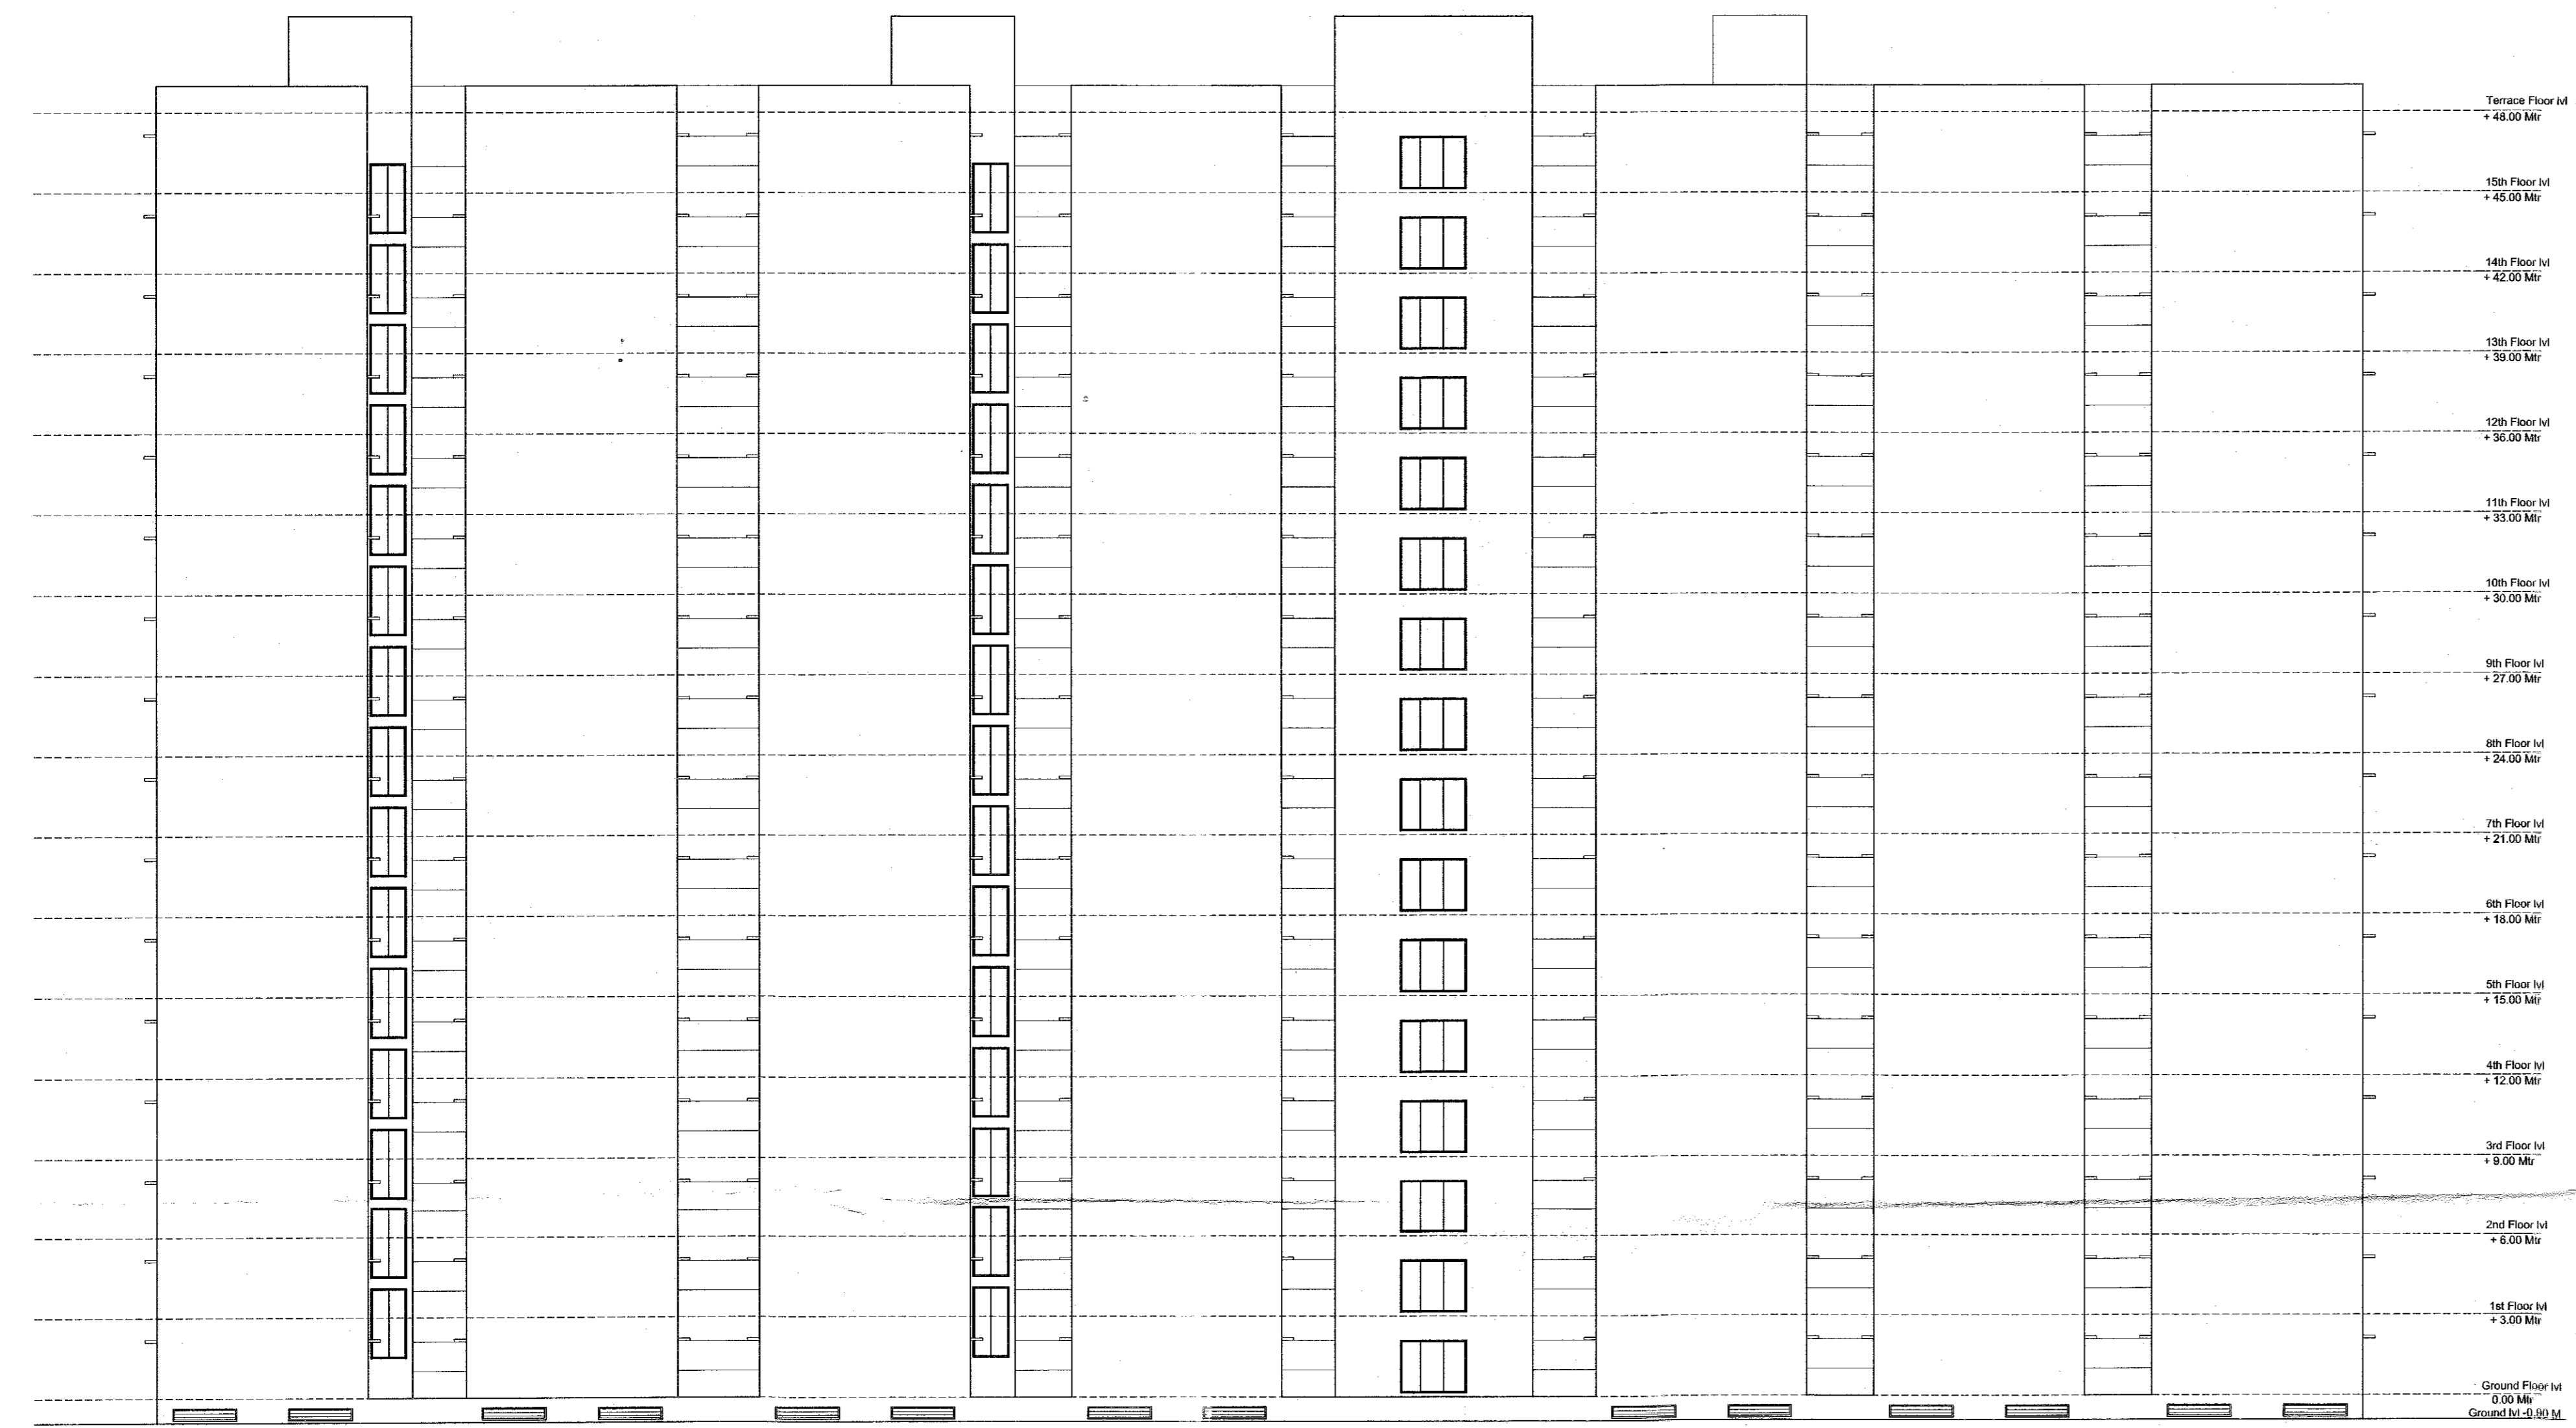 Terrace Floor lvl
+ 48.00 Mtr
15th Floor lvl
+ 45.00 Mtr
14th Floor lvl
+ 42.00 Mtr
13th Floor lvl
+ 39.00 Mtr
12th Floor lvl
+ 36.00 Mtr
11th Floor lvl
+ 33.00 Mtr
10th Floor lvl
+ 30.00 Mtr
9th Floor lvl
+ 27.00 Mtr
8th Floor lvl
+ 24.00 Mtr
7th Floor lvl
+ 21.00 Mtr
6th Floor lvl
+ 18.00 Mtr
5th Floor lvl
+ 15.00 Mtr
4th Floor lvl
+ 12.00 Mtr
3rd Floor lvl
+ 9.00 Mtr
2nd Floor lvl
+ 6.00 Mtr
1st Floor lvl
+ 3.00 Mtr
Ground Floor lvl
0.00 Mtr
Ground lvl -0.90 M